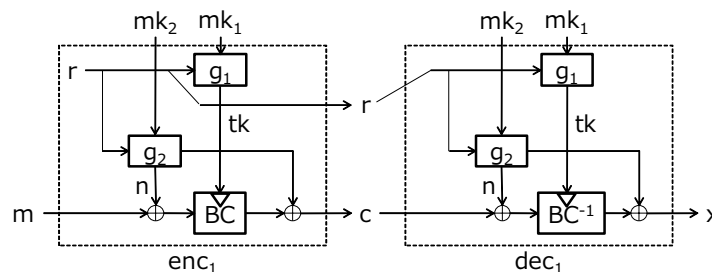 mk₂ mk₁ mk₂ mk₁
r g₁ r g₁
tk tk
g₂ g₂
n n
m BC c BC⁻¹ x
enc₁ dec₁